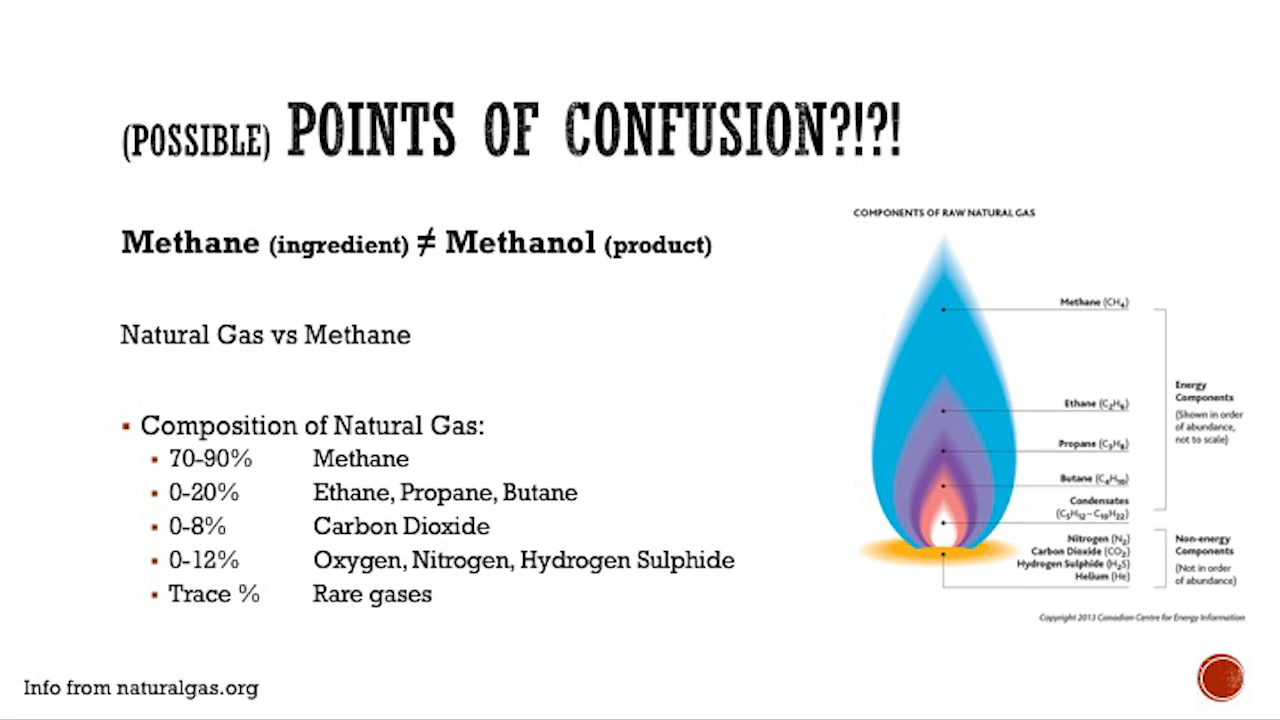 (POSSIBLE) POINTS OF CONFUSION?!?!
Methane (ingredient) ≠ Methanol (product)
Natural Gas vs Methane
▪ Composition of Natural Gas:
▪ 70-90% Methane
▪ 0-20% Ethane, Propane, Butane
▪ 0-8% Carbon Dioxide
▪ 0-12% Oxygen, Nitrogen, Hydrogen Sulphide
▪ Trace % Rare gases
Info from naturalgas.org
COMPONENTS OF RAW NATURAL GAS
Methane (CH₄)
Ethane (C₂H₆)
Propane (C₃H₈)
Butane (C₄H₁₀)
Condensates
(C₅H₁₂–C₁₀H₂₂)
Nitrogen (N₂)
Carbon Dioxide (CO₂)
Hydrogen Sulphide (H₂S)
Helium (He)
Energy
Components
(Shown in order
of abundance,
not to scale)
Non-energy
Components
(Not in order
of abundance)
Copyright 2013 Canadian Centre for Energy Information